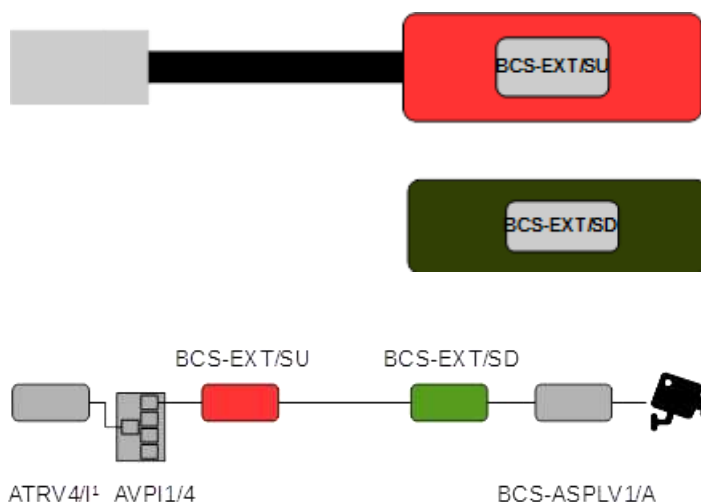 BCS-EXT/SU
BCS-EXT/SD
BCS-EXT/SU BCS-EXT/SD
ATRV4/I¹ AVPI1/4 BCS-ASPLV1/A